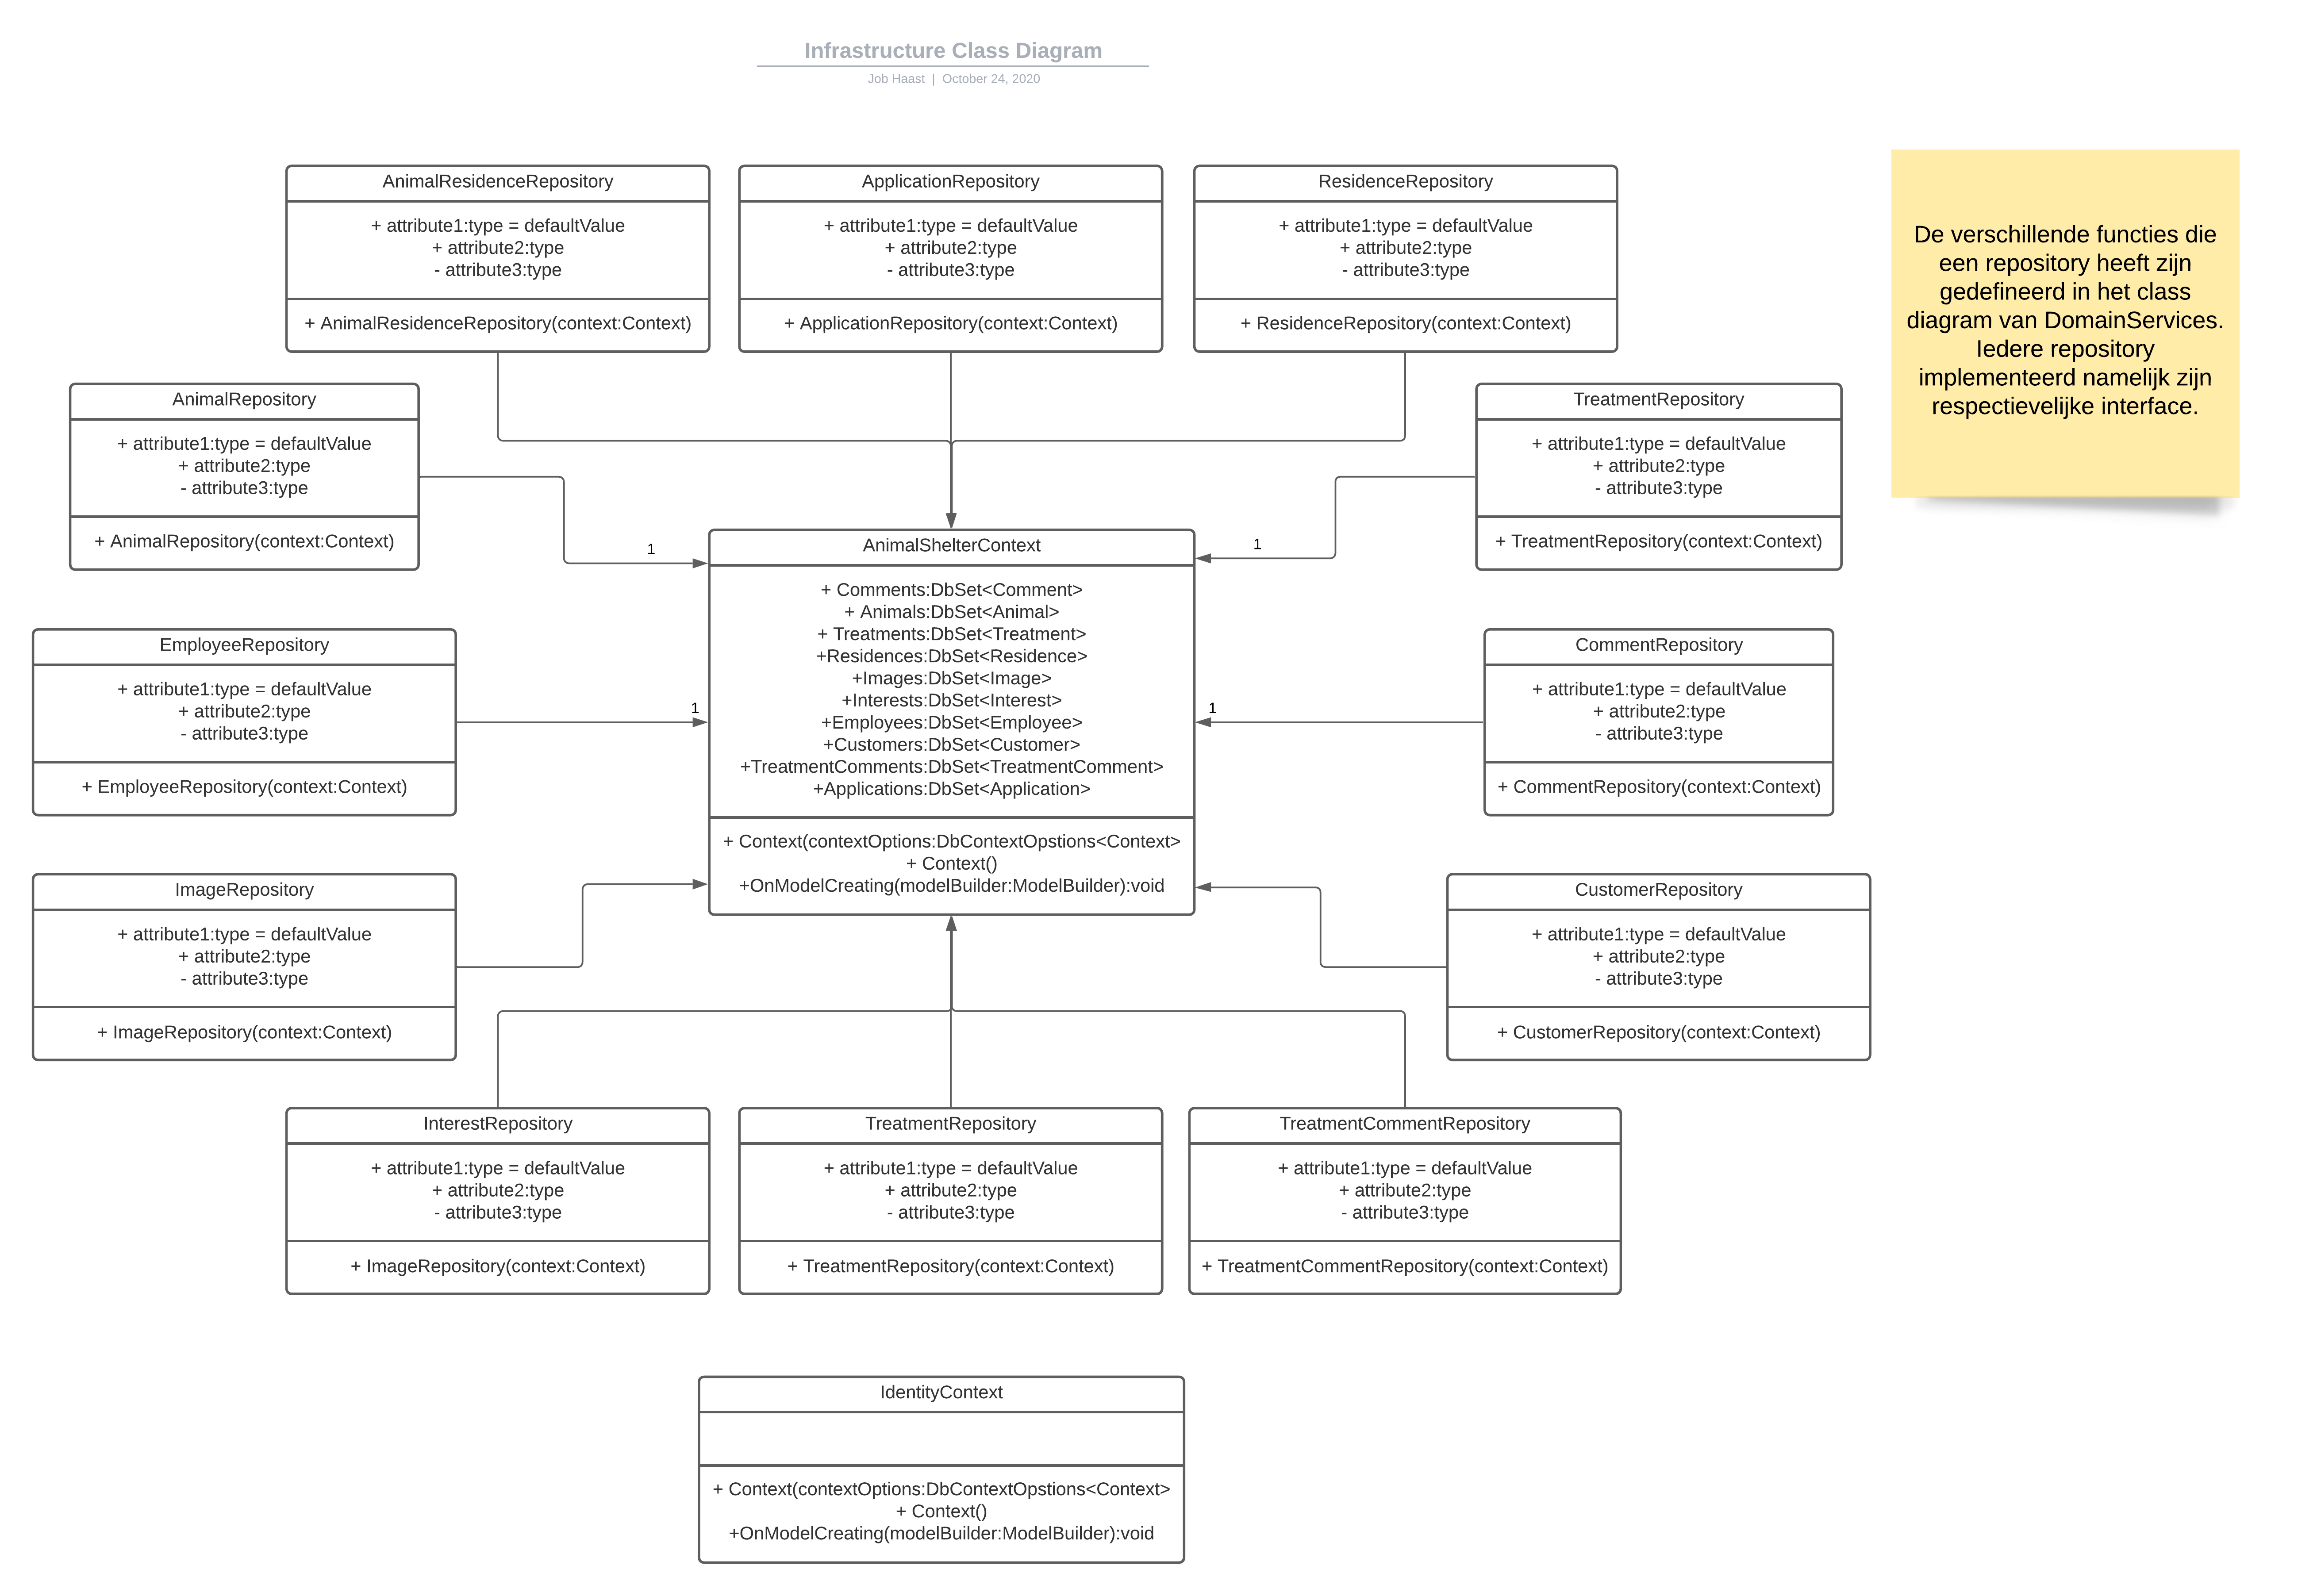 Infrastructure Class Diagram
Job Haast | October 24, 2020
AnimalResidenceRepository
+ attribute1:type = defaultValue
+ attribute2:type
- attribute3:type
+ AnimalResidenceRepository(context:Context)
ApplicationRepository
+ attribute1:type = defaultValue
+ attribute2:type
- attribute3:type
+ ApplicationRepository(context:Context)
ResidenceRepository
+ attribute1:type = defaultValue
+ attribute2:type
- attribute3:type
+ ResidenceRepository(context:Context)
De verschillende functies die
een repository heeft zijn
gedefineerd in het class
diagram van DomainServices.
Iedere repository
implementeerd namelijk zijn
respectievelijke interface.
AnimalRepository
+ attribute1:type = defaultValue
+ attribute2:type
- attribute3:type
+ AnimalRepository(context:Context)
1
TreatmentRepository
+ attribute1:type = defaultValue
+ attribute2:type
- attribute3:type
+ TreatmentRepository(context:Context)
1
AnimalShelterContext
+ Comments:DbSet<Comment>
+ Animals:DbSet<Animal>
+ Treatments:DbSet<Treatment>
+Residences:DbSet<Residence>
+Images:DbSet<Image>
+Interests:DbSet<Interest>
+Employees:DbSet<Employee>
+Customers:DbSet<Customer>
+TreatmentComments:DbSet<TreatmentComment>
+Applications:DbSet<Application>
+ Context(contextOptions:DbContextOpstions<Context>
+ Context()
+OnModelCreating(modelBuilder:ModelBuilder):void
EmployeeRepository
+ attribute1:type = defaultValue
+ attribute2:type
- attribute3:type
+ EmployeeRepository(context:Context)
1
CommentRepository
+ attribute1:type = defaultValue
+ attribute2:type
- attribute3:type
+ CommentRepository(context:Context)
1
ImageRepository
+ attribute1:type = defaultValue
+ attribute2:type
- attribute3:type
+ ImageRepository(context:Context)
CustomerRepository
+ attribute1:type = defaultValue
+ attribute2:type
- attribute3:type
+ CustomerRepository(context:Context)
InterestRepository
+ attribute1:type = defaultValue
+ attribute2:type
- attribute3:type
+ ImageRepository(context:Context)
TreatmentRepository
+ attribute1:type = defaultValue
+ attribute2:type
- attribute3:type
+ TreatmentRepository(context:Context)
TreatmentCommentRepository
+ attribute1:type = defaultValue
+ attribute2:type
- attribute3:type
+ TreatmentCommentRepository(context:Context)
IdentityContext
+ Context(contextOptions:DbContextOpstions<Context>
+ Context()
+OnModelCreating(modelBuilder:ModelBuilder):void